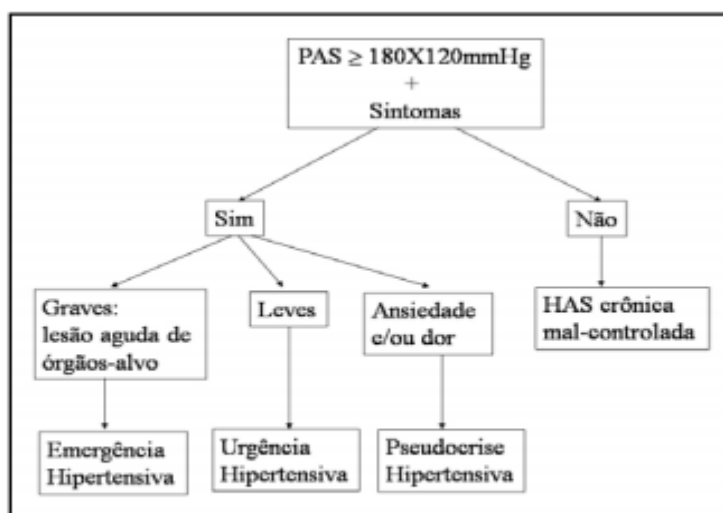 PAS ≥ 180X120mmHg
+
Sintomas
Sim
Não
Graves:
lesão aguda de
órgãos-alvo
Leves
Ansiedade
e/ou dor
HAS crônica
mal-controlada
Emergência
Hipertensiva
Urgência
Hipertensiva
Pseudocrise
Hipertensiva